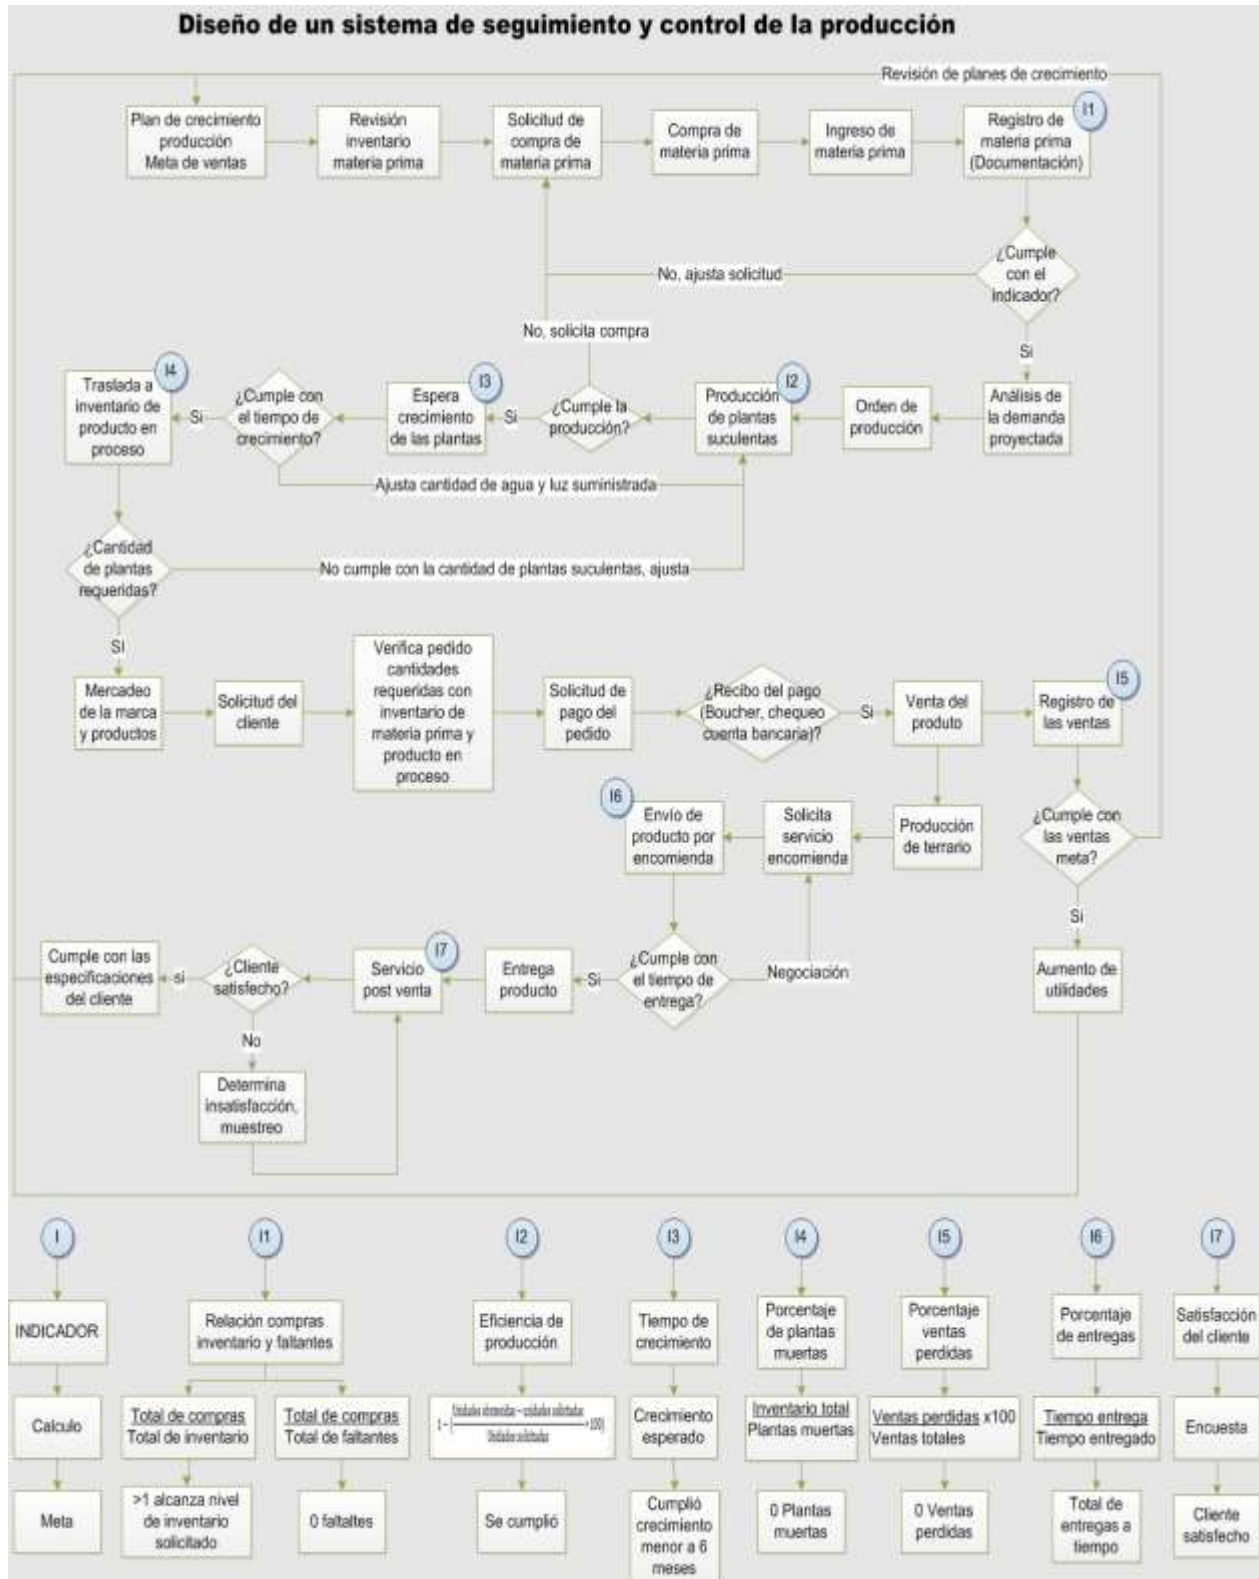 Diseño de un sistema de seguimiento y control de la producción
Revisión de planes de crecimiento
Plan de crecimiento
producción
Meta de ventas
Revisión
inventario
materia prima
Solicitud de
compra de
materia prima
Compra de
materia prima
Ingreso de
materia prima
I1
Registro de
materia prima
(Documentación)
¿Cumple
con el
indicador?
No, ajusta solicitud
No, solicita compra
Si
I4
Traslada a
inventario de
producto en
proceso
Si
¿Cumple con
el tiempo de
crecimiento?
I3
Espera
crecimiento
de las plantas
Si
¿Cumple la
producción?
I2
Producción
de plantas
suculentas
Orden de
producción
Análisis de
la demanda
proyectada
Ajusta cantidad de agua y luz suministrada
¿Cantidad
de plantas
requeridas?
No cumple con la cantidad de plantas suculentas, ajusta
SI
Mercadeo
de la marca
y productos
Solicitud del
cliente
Verifica pedido
cantidades
requeridas con
inventario de
materia prima y
producto en
proceso
Solicitud de
pago del
pedido
¿Recibo del pago
(Boucher, chequeo
cuenta bancaria)?
Si
Venta del
produto
I5
Registro de
las ventas
I6
Envío de
producto por
encomienda
Solicita
servicio
encomienda
Producción
de terrario
¿Cumple con
las ventas
meta?
Si
Cumple con las
especificaciones
del cliente
si
¿Cliente
satisfecho?
I7
Servicio
post venta
Entrega
producto
Si
¿Cumple con
el tiempo de
entrega?
Negociación
Aumento de
utilidades
No
Determina
insatisfacción,
muestreo
I
I1
I2
I3
I4
I5
I6
I7
INDICADOR
Relación compras
inventario y faltantes
Eficiencia de
producción
Tiempo de
crecimiento
Porcentaje
de plantas
muertas
Porcentaje
ventas
perdidas
Porcentaje
de entregas
Satisfacción
del cliente
Calculo
Total de compras
Total de inventario
Total de compras
Total de faltantes
Unidades obtenidas – unidades solicitadas
1 – ( * 100)
Unidades solicitadas
Crecimiento
esperado
Inventario total
Plantas muertas
Ventas perdidas x100
Ventas totales
Tiempo entrega
Tiempo entregado
Encuesta
Meta
>1 alcanza nivel
de inventario
solicitado
0 faltaltes
Se cumplió
Cumplió
crecimiento
menor a 6
meses
0 Plantas
muertas
0 Ventas
perdidas
Total de
entregas a
tiempo
Cliente
satisfecho